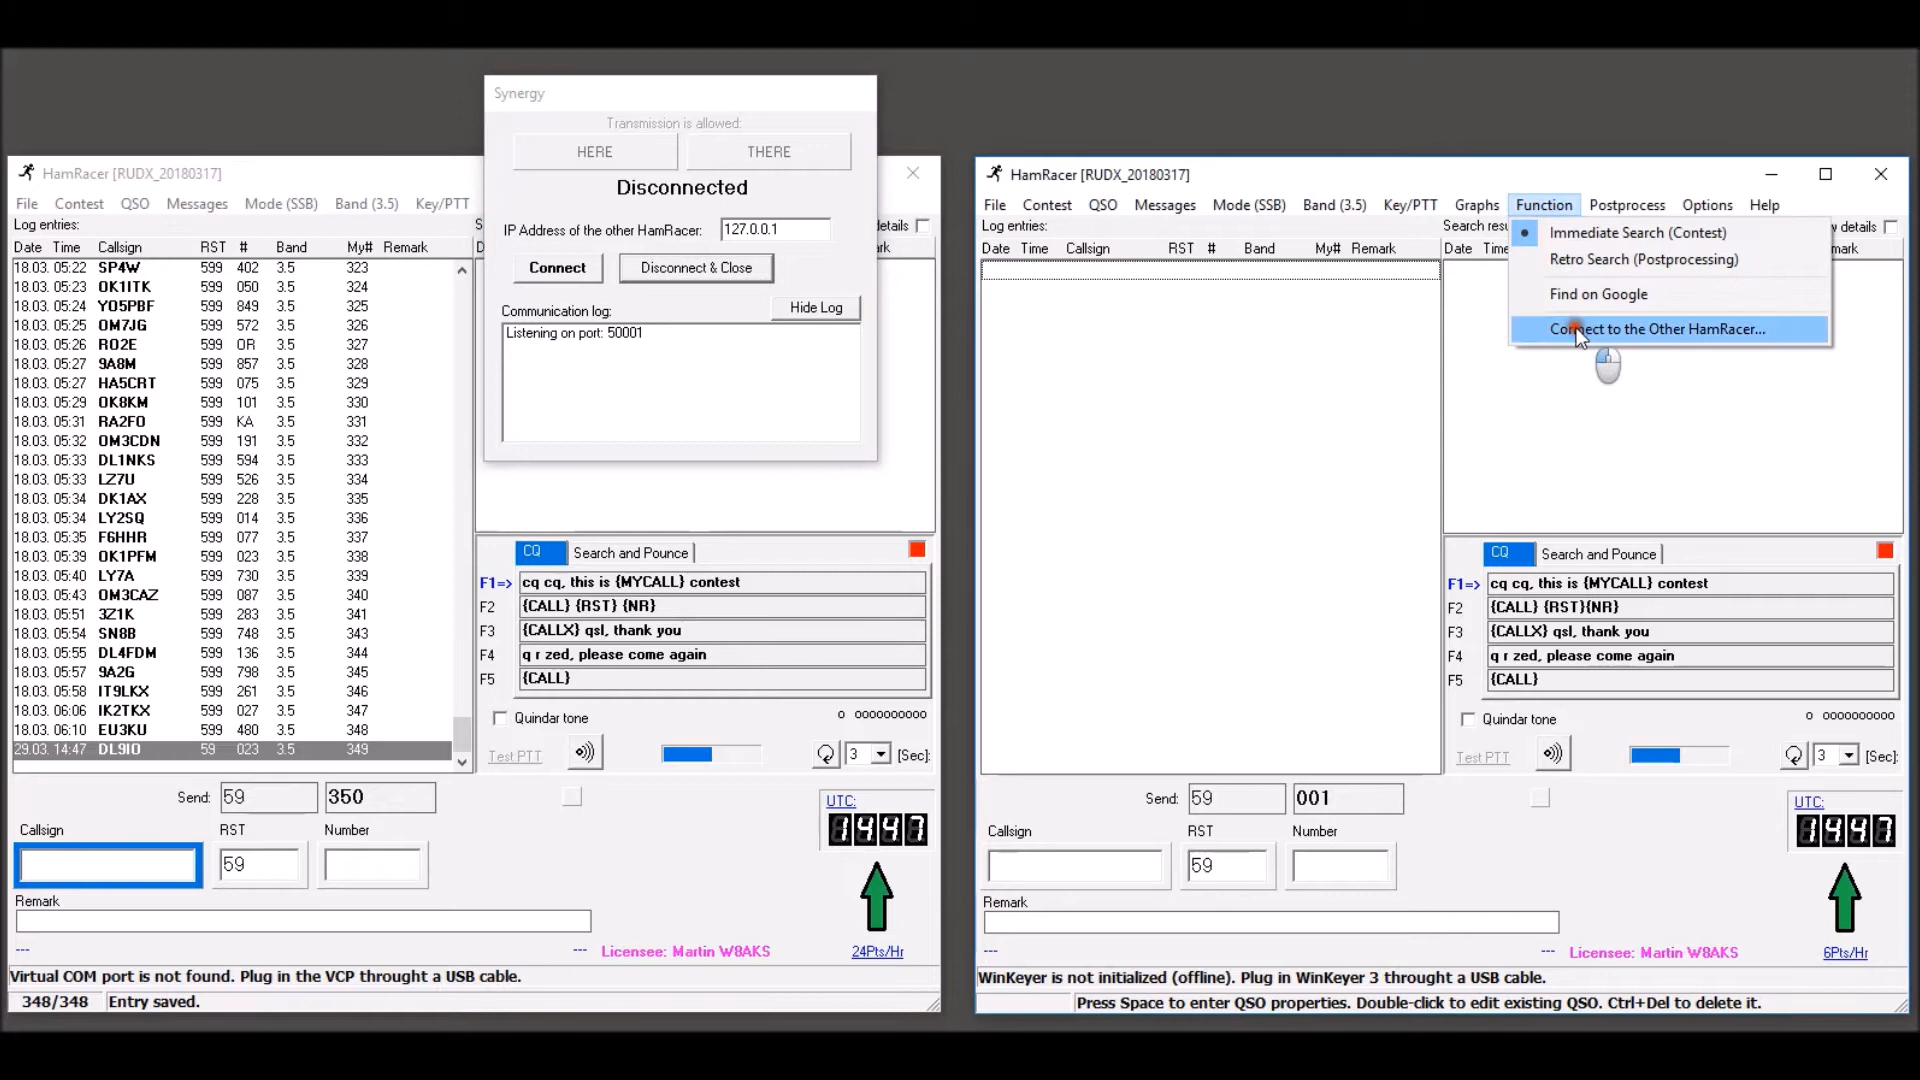 Synergy
Transmission is allowed:
HERE THERE
Disconnected
IP Address of the other HamRacer: 127.0.0.1
Connect Disconnect & Close
Communication log: Hide Log
Listening on port: 50001
HamRacer [RUDX_20180317]
File Contest QSO Messages Mode (SSB) Band (3.5) Key/PTT
Log entries: etails
Date Time Callsign RST # Band My# Remark
18.03. 05:22 SP4W 599 402 3.5 323
18.03. 05:23 OK1ITK 599 050 3.5 324
18.03. 05:24 YO5PBF 599 849 3.5 325
18.03. 05:25 OM7JG 599 572 3.5 326
18.03. 05:26 RO2E 599 OR 3.5 327
18.03. 05:27 9A8M 599 857 3.5 328
18.03. 05:27 HA5CRT 599 075 3.5 329
18.03. 05:29 OK8KM 599 101 3.5 330
18.03. 05:31 RA2FO 599 KA 3.5 331
18.03. 05:32 OM3CDN 599 191 3.5 332
18.03. 05:33 DL1NKS 599 594 3.5 333
18.03. 05:33 LZ7U 599 526 3.5 334
18.03. 05:34 DK1AX 599 228 3.5 335
18.03. 05:34 LY2SQ 599 014 3.5 336
18.03. 05:35 F6HHR 599 077 3.5 337
18.03. 05:39 OK1PFM 599 023 3.5 338
18.03. 05:40 LY7A 599 730 3.5 339
18.03. 05:43 OM3CAZ 599 087 3.5 340
18.03. 05:51 3Z1K 599 283 3.5 341
18.03. 05:54 SN8B 599 748 3.5 343
18.03. 05:55 DL4FDM 599 136 3.5 344
18.03. 05:57 9A2G 599 798 3.5 345
18.03. 05:58 IT9LKX 599 261 3.5 346
18.03. 06:06 IK2TKX 599 027 3.5 347
18.03. 06:10 EU3KU 599 480 3.5 348
29.03. 14:47 DL9IO 59 023 3.5 349
CQ Search and Pounce
F1=> cq cq, this is {MYCALL} contest
F2 {CALL} {RST} {NR}
F3 {CALLX} qsl, thank you
F4 q r zed, please come again
F5 {CALL}
Quindar tone 0 0000000000
Test PTT 3 [Sec]:
Send: 59 350
UTC:
1447
Callsign RST Number
59
Remark
--- --- Licensee: Martin W8AKS 24Pts/Hr
Virtual COM port is not found. Plug in the VCP throught a USB cable.
348/348 Entry saved.
HamRacer [RUDX_20180317]
File Contest QSO Messages Mode (SSB) Band (3.5) Key/PTT Graphs Function Postprocess Options Help
Log entries: Search resu y details
Date Time Callsign RST # Band My# Remark Date Time mark
Immediate Search (Contest)
Retro Search (Postprocessing)
Find on Google
Connect to the Other HamRacer...
CQ Search and Pounce
F1=> cq cq, this is {MYCALL} contest
F2 {CALL} {RST}{NR}
F3 {CALLX} qsl, thank you
F4 q r zed, please come again
F5 {CALL}
Quindar tone 0 0000000000
Test PTT 3 [Sec]:
Send: 59 001
UTC:
1447
Callsign RST Number
59
Remark
--- --- Licensee: Martin W8AKS 6Pts/Hr
WinKeyer is not initialized (offline). Plug in WinKeyer 3 throught a USB cable.
Press Space to enter QSO properties. Double-click to edit existing QSO. Ctrl+Del to delete it.